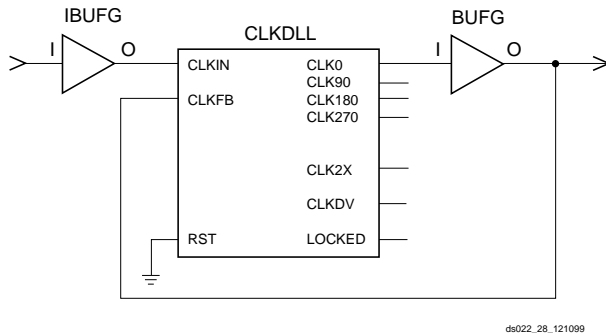 IBUFG
CLKDLL
BUFG
I
O
I
O
CLKIN
CLKFB
RST
CLK0
CLK90
CLK180
CLK270
CLK2X
CLKDV
LOCKED
ds022_28_121099